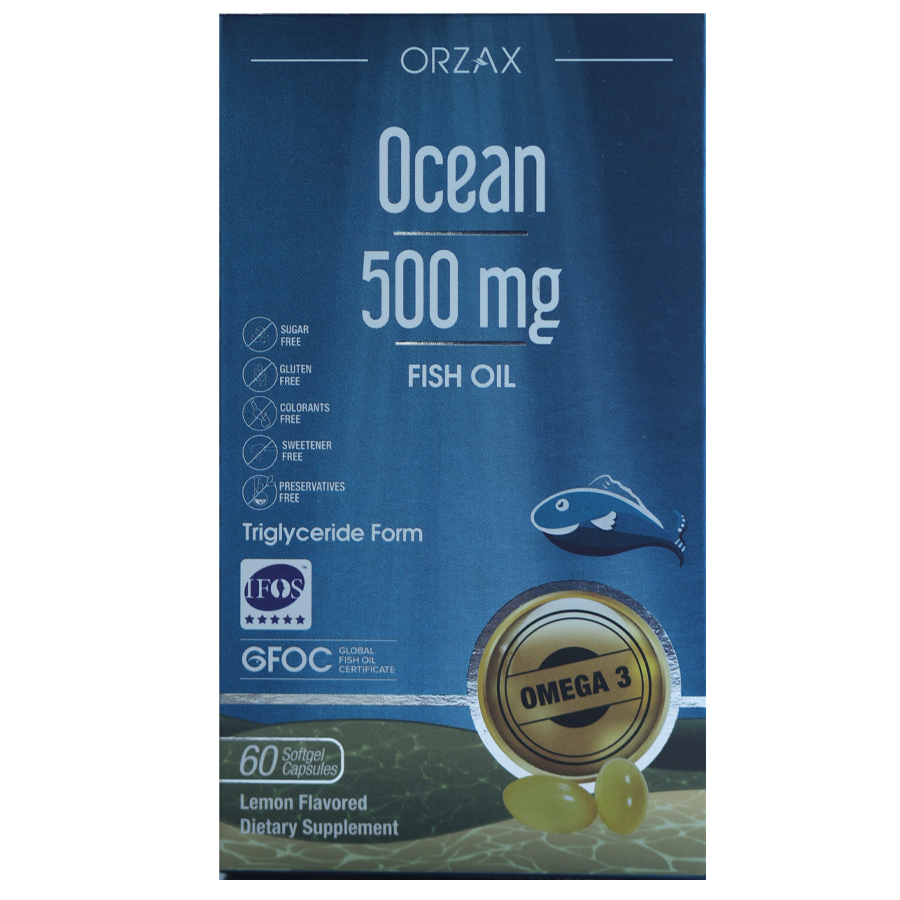 ORZAX
Ocean
500 mg
FISH OIL
SUGAR
FREE
GLUTEN
FREE
COLORANTS
FREE
SWEETENER
FREE
PRESERVATIVES
FREE
Triglyceride Form
IFOS™
GFOC
GLOBAL
FISH OIL
CERTIFICATE
OMEGA 3
60 Softgel
Capsules
Lemon Flavored
Dietary Supplement